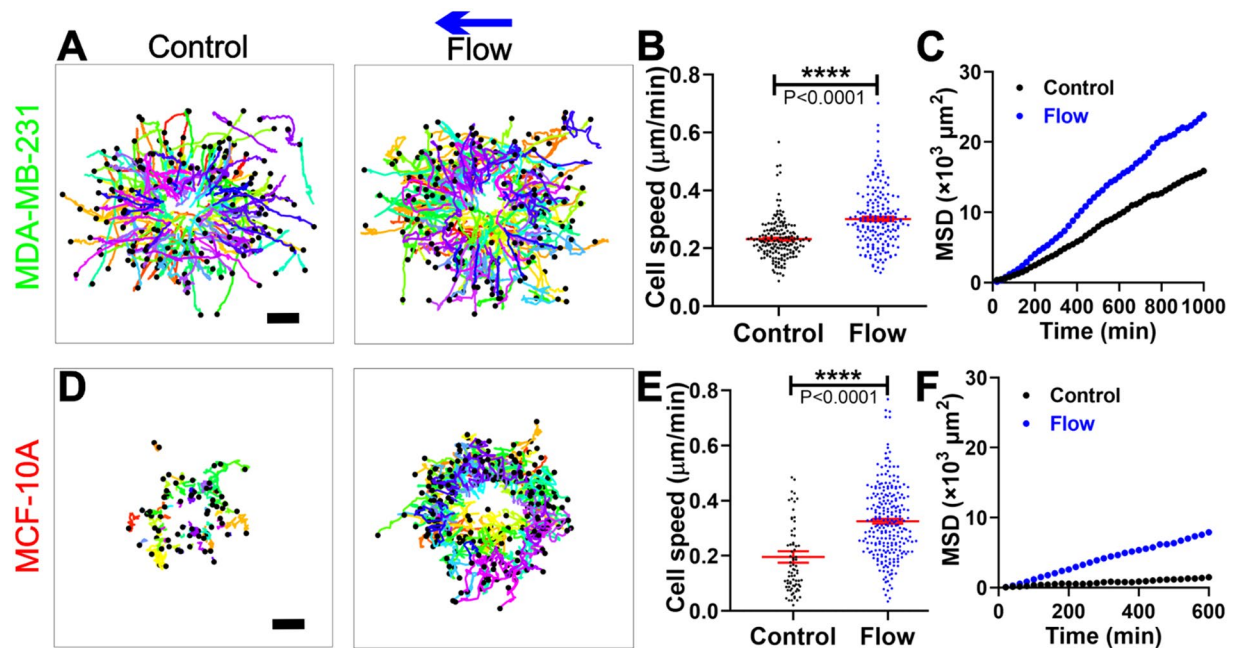 A
Control
Flow
MDA-MB-231
B
Cell speed (μm/min)
0.8
0.6
0.4
0.2
0.0
****
P<0.0001
Control Flow
C
MSD (×10³ μm²)
30
20
10
0
Control
Flow
200 400 600 800 1000
Time (min)
D
MCF-10A
E
Cell speed (μm/min)
0.8
0.6
0.4
0.2
0.0
****
P<0.0001
Control Flow
F
MSD (×10³ μm²)
30
20
10
0
Control
Flow
200 400 600
Time (min)